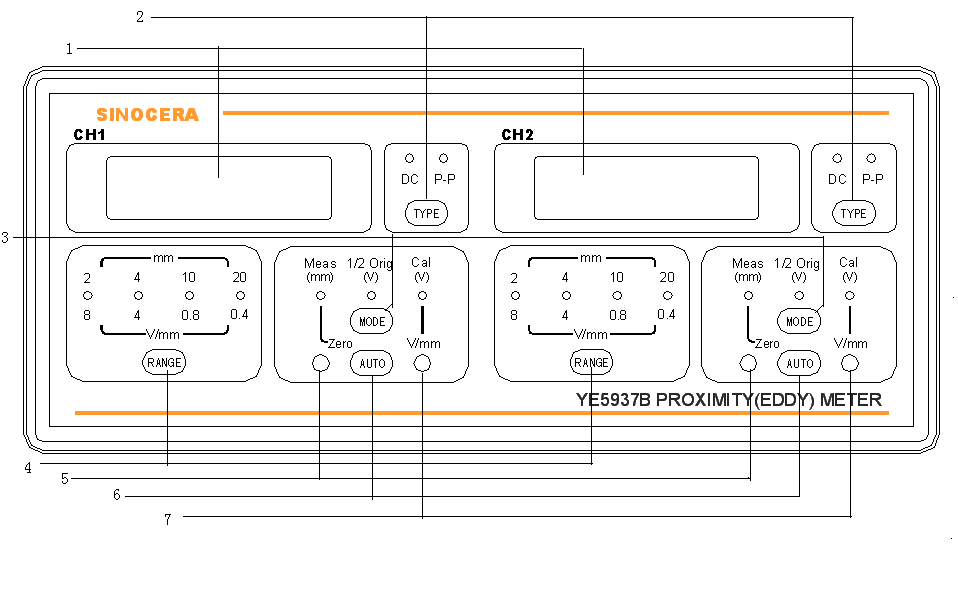 2
1
SINOCERA
CH1 CH2
DC P-P DC P-P
TYPE TYPE
3
mm Meas (mm) 1/2 Orig (V) Cal (V) mm Meas (mm) 1/2 Orig (V) Cal (V)
2 4 10 20 2 4 10 20
8 4 0.8 0.4 MODE 8 4 0.8 0.4 MODE
V/mm Zero V/mm V/mm Zero V/mm
RANGE AUTO RANGE AUTO
YE5937B PROXIMITY(EDDY) METER
4
5
6
7